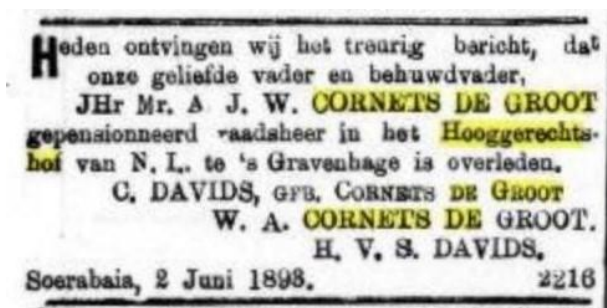 Heden ontvingen wij het treurig bericht, dat
onze geliefde vader en behuwdvader,
JHr Mr. A J. W. CORNETS DE GROOT
gepensionneerd raadsheer in het Hooggerechts-
hof van N. I.. te 's Gravenhage is overleden.
C. DAVIDS, GEB. CORNETS DE GROOT
W. A. CORNETS DE GROOT.
H. V. S. DAVIDS.
Soerabaia, 2 Juni 1893. 2216